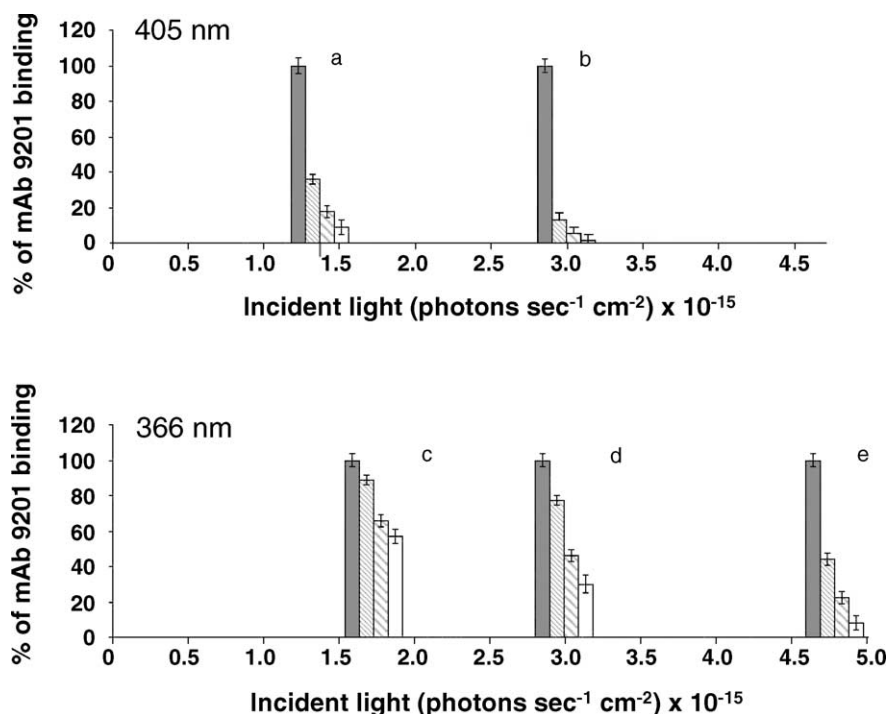 405 nm
% of mAb 9201 binding
120
100
80
60
40
20
0
a b
0 0.5 1.0 1.5 2.0 2.5 3.0 3.5 4.0 4.5
Incident light (photons sec⁻¹ cm⁻²) x 10⁻¹⁵
366 nm
% of mAb 9201 binding
120
100
80
60
40
20
0
c d e
0 0.5 1.0 1.5 2.0 2.5 3.0 3.5 4.0 4.5 5.0
Incident light (photons sec⁻¹ cm⁻²) x 10⁻¹⁵